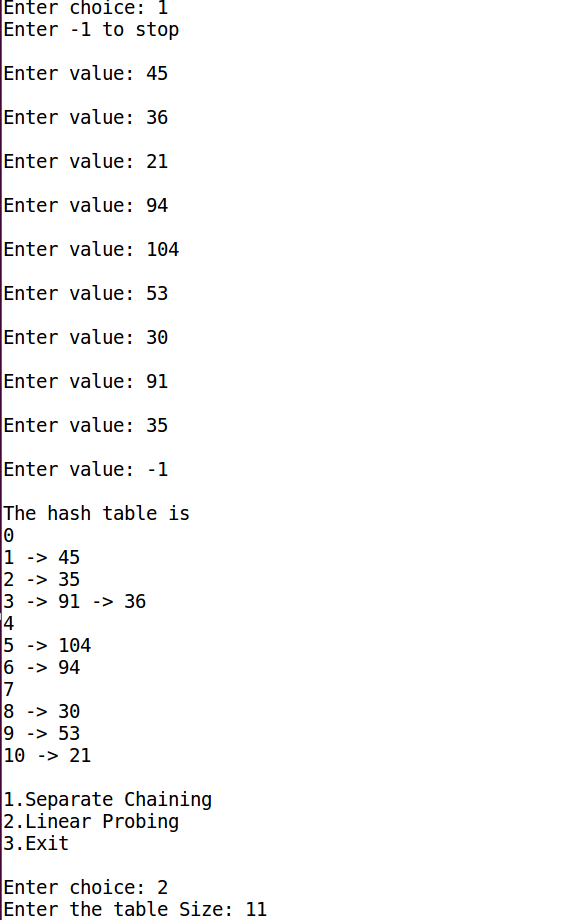 Enter choice: 1
Enter -1 to stop
Enter value: 45
Enter value: 36
Enter value: 21
Enter value: 94
Enter value: 104
Enter value: 53
Enter value: 30
Enter value: 91
Enter value: 35
Enter value: -1
The hash table is
0
1 -> 45
2 -> 35
3 -> 91 -> 36
4
5 -> 104
6 -> 94
7
8 -> 30
9 -> 53
10 -> 21
1.Separate Chaining
2.Linear Probing
3.Exit
Enter choice: 2
Enter the table Size: 11